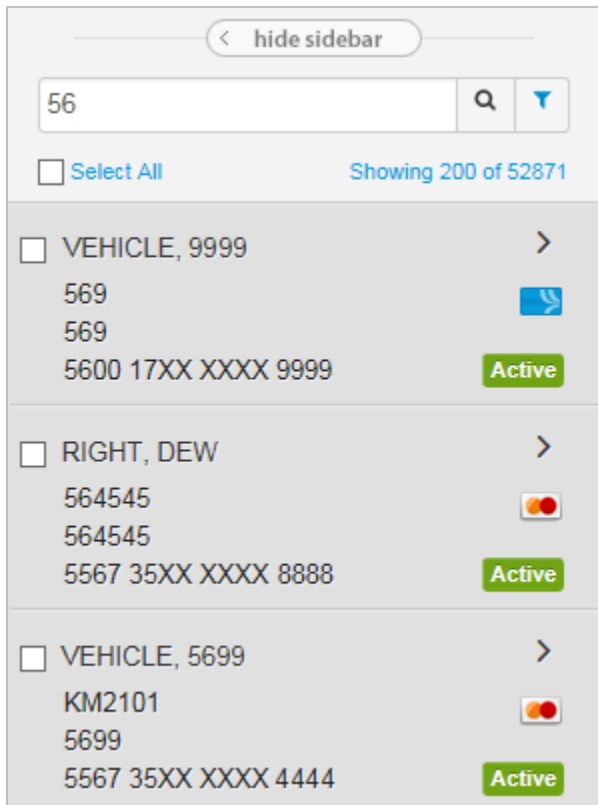 hide sidebar
56
Select All Showing 200 of 52871
VEHICLE, 9999
569
569
5600 17XX XXXX 9999 Active
RIGHT, DEW
564545
564545
5567 35XX XXXX 8888 Active
VEHICLE, 5699
KM2101
5699
5567 35XX XXXX 4444 Active